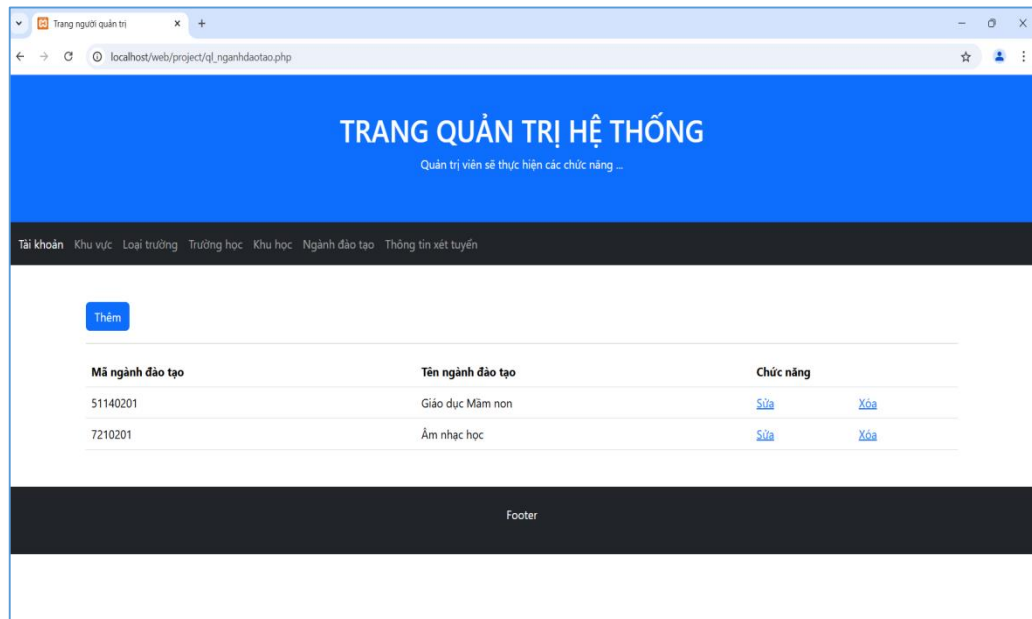 Trang người quản trị
localhost/web/project/ql_nganhdaotao.php
TRANG QUẢN TRỊ HỆ THỐNG
Quản trị viên sẽ thực hiện các chức năng ...
Tài khoản Khu vực Loại trường Trường học Khu học Ngành đào tạo Thông tin xét tuyển
Thêm
Mã ngành đào tạo Tên ngành đào tạo Chức năng
51140201 Giáo dục Mầm non Sửa Xóa
7210201 Âm nhạc học Sửa Xóa
Footer